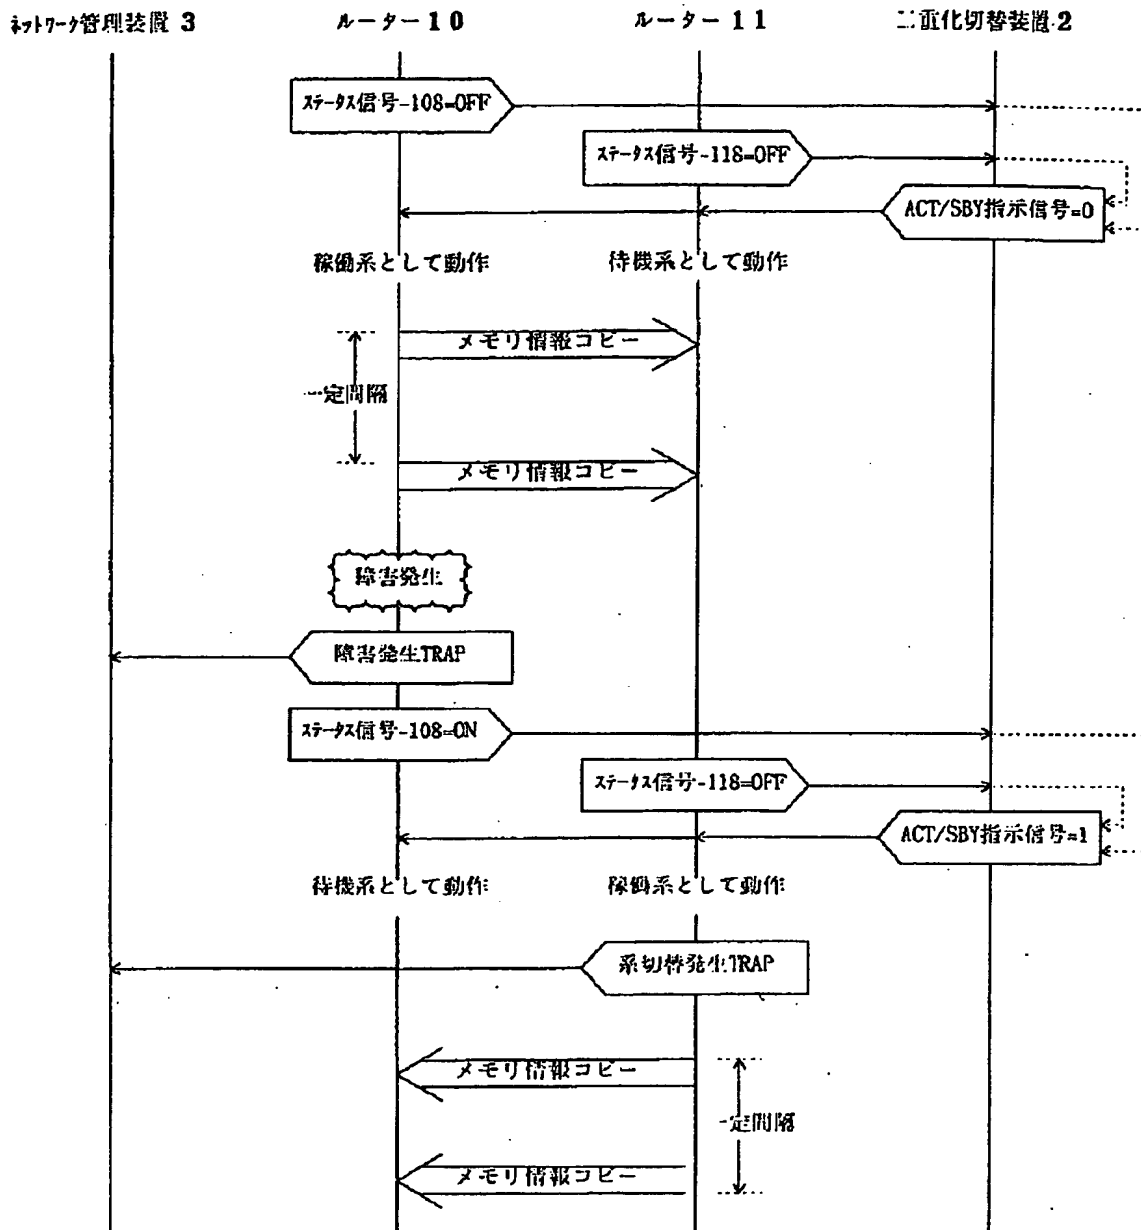 ネットワーク管理装置 3
ルーター 10
ルーター 11
二重化切替装置 2
ステータス信号-108=OFF
ステータス信号-118=OFF
ACT/SBY指示信号=0
稼働系として動作
待機系として動作
メモリ情報コピー
一定間隔
メモリ情報コピー
障害発生
障害発生TRAP
ステータス信号-108=ON
ステータス信号-118=OFF
ACT/SBY指示信号=1
待機系として動作
稼働系として動作
系切替発生TRAP
メモリ情報コピー
一定間隔
メモリ情報コピー